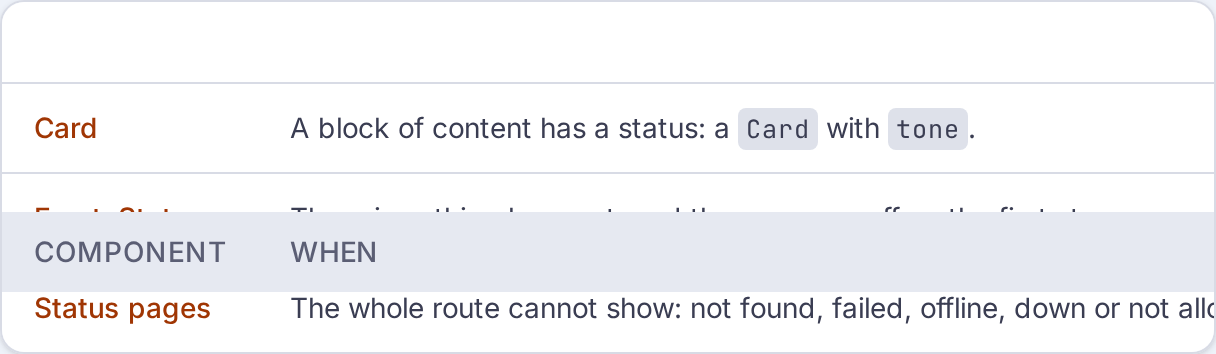 Card A block of content has a status: a Card with tone.
COMPONENT WHEN
Status pages The whole route cannot show: not found, failed, offline, down or not